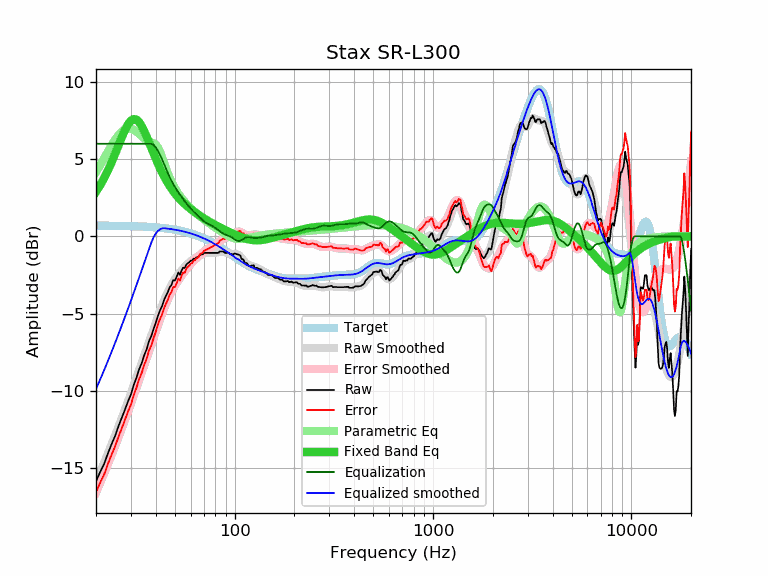 Stax SR-L300
Amplitude (dBr)
10
5
0
−5
−10
−15
Target
Raw Smoothed
Error Smoothed
Raw
Error
Parametric Eq
Fixed Band Eq
Equalization
Equalized smoothed
100 1000 10000
Frequency (Hz)